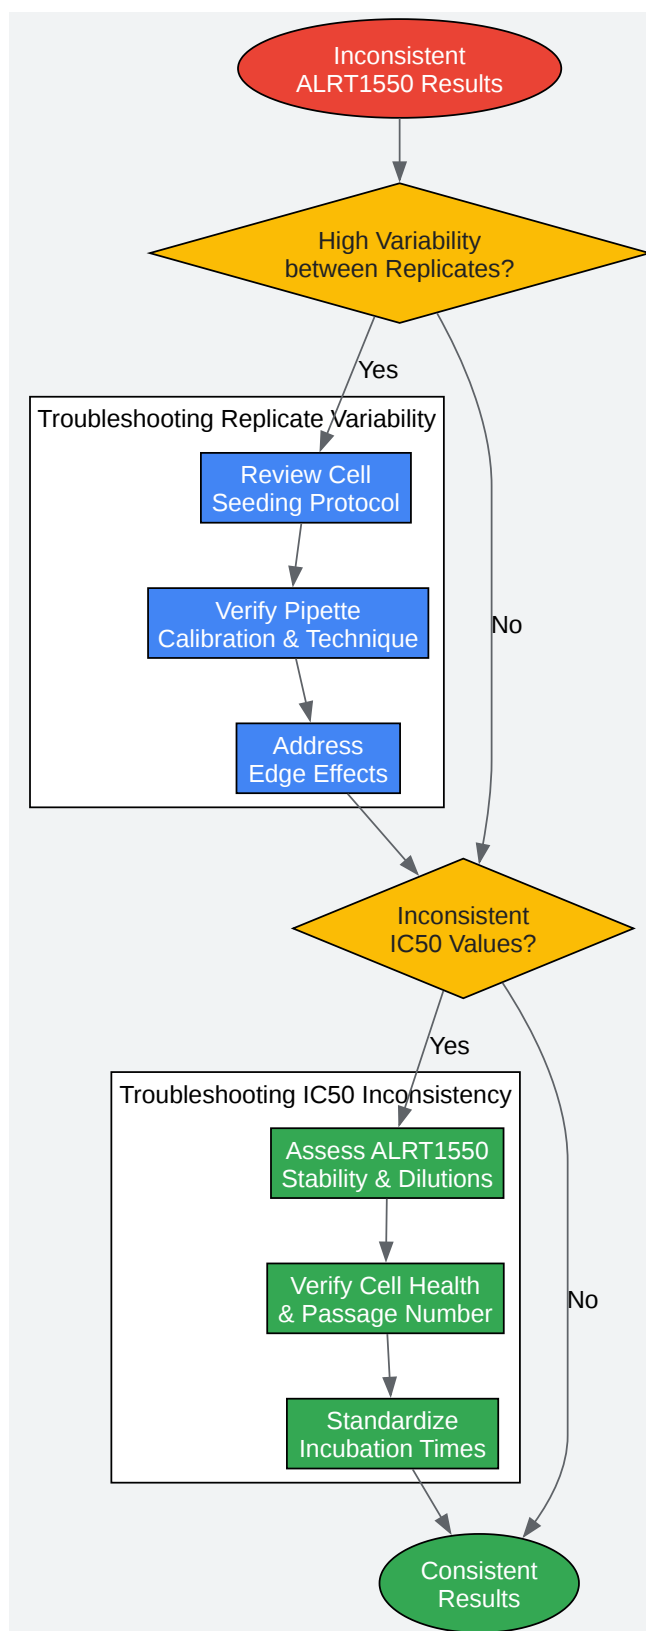 Inconsistent
ALRT1550 Results
High Variability
between Replicates?
Yes
Troubleshooting Replicate Variability
Review Cell
Seeding Protocol
Verify Pipette
Calibration & Technique
No
Address
Edge Effects
Inconsistent
IC50 Values?
Yes
Troubleshooting IC50 Inconsistency
Assess ALRT1550
Stability & Dilutions
Verify Cell Health
& Passage Number
No
Standardize
Incubation Times
Consistent
Results